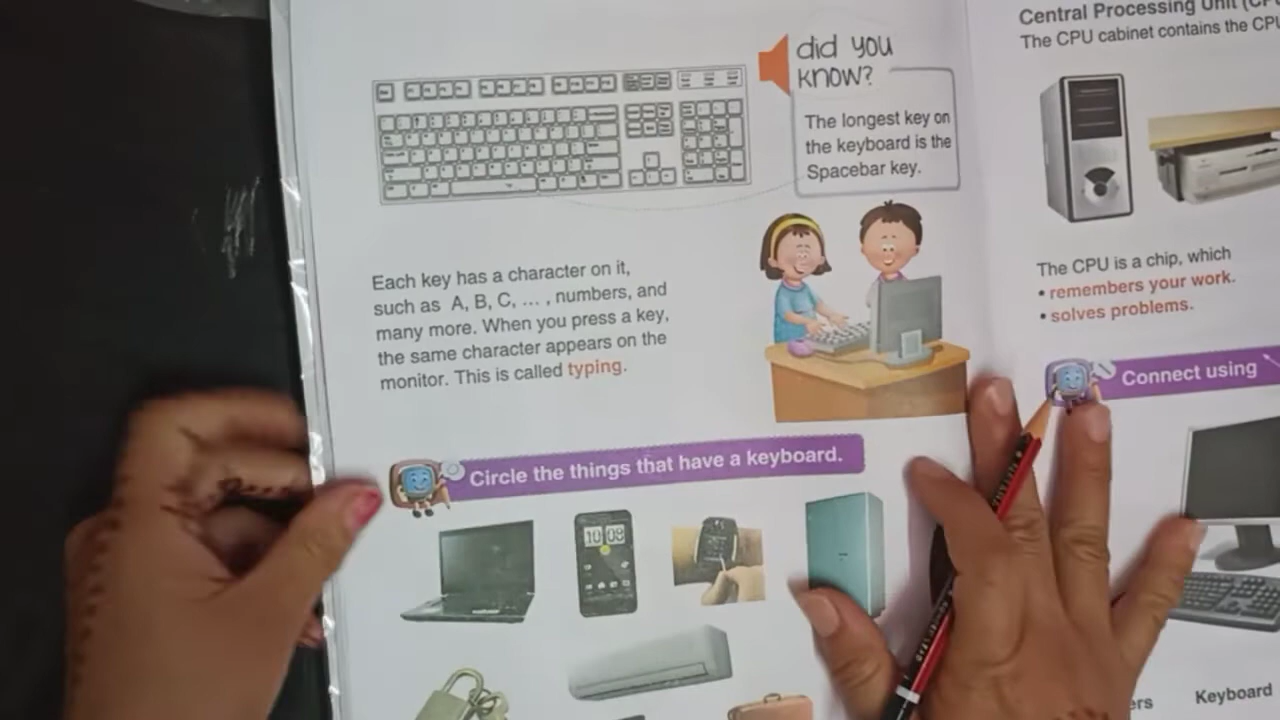 did you
know?
The longest key on
the keyboard is the
Spacebar key.
Each key has a character on it,
such as A, B, C, ... , numbers, and
many more. When you press a key,
the same character appears on the
monitor. This is called typing.
Circle the things that have a keyboard.
10 08
Central Processing Unit
The CPU cabinet contains the CPU
The CPU is a chip, which
• remembers your work.
• solves problems.
Connect using
Keyboard